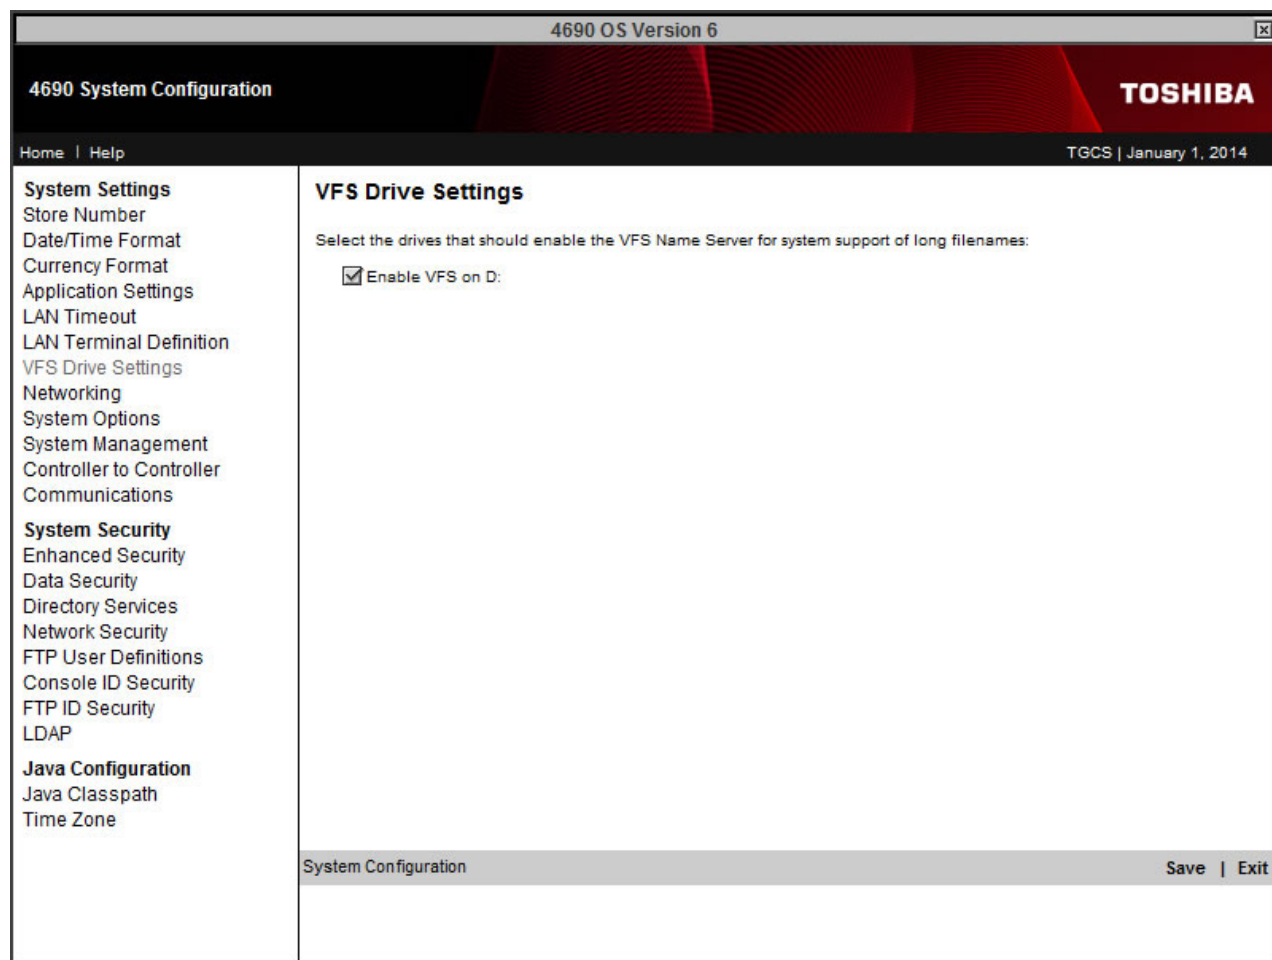 4690 OS Version 6
4690 System Configuration
TOSHIBA
Home | Help
TGCS | January 1, 2014
System Settings
Store Number
Date/Time Format
Currency Format
Application Settings
LAN Timeout
LAN Terminal Definition
VFS Drive Settings
Networking
System Options
System Management
Controller to Controller
Communications
System Security
Enhanced Security
Data Security
Directory Services
Network Security
FTP User Definitions
Console ID Security
FTP ID Security
LDAP
Java Configuration
Java Classpath
Time Zone
VFS Drive Settings
Select the drives that should enable the VFS Name Server for system support of long filenames:
Enable VFS on D:
System Configuration
Save | Exit